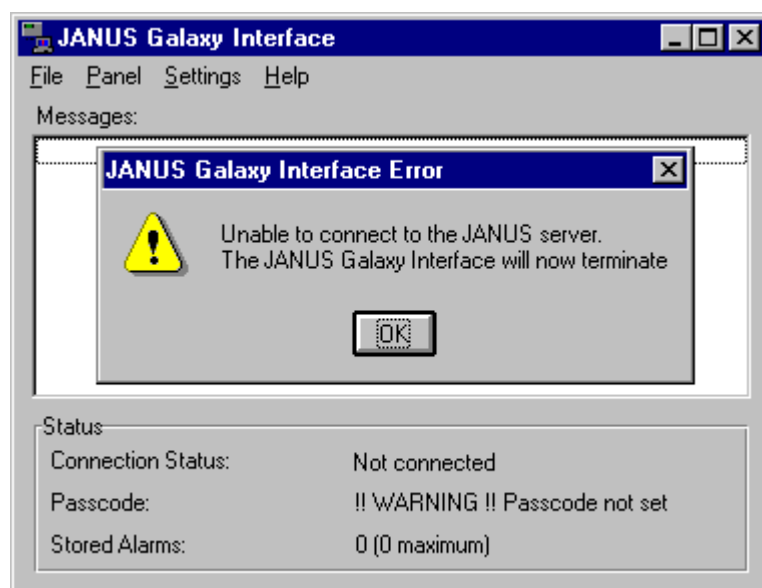 JANUS Galaxy Interface
File Panel Settings Help
Messages:
JANUS Galaxy Interface Error
Unable to connect to the JANUS server.
The JANUS Galaxy Interface will now terminate
OK
Status
Connection Status: Not connected
Passcode: !! WARNING !! Passcode not set
Stored Alarms: 0 (0 maximum)